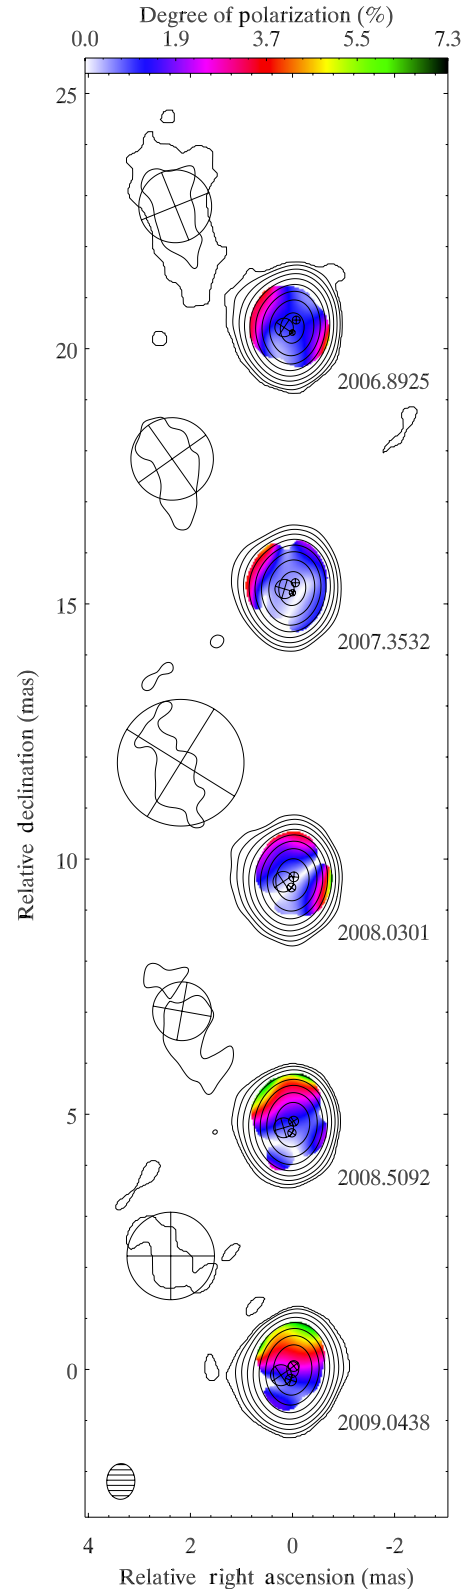 Degree of polarization (%)
0.0 1.9 3.7 5.5 7.3
25
2006.8925
20
2007.3532
15
Relative declination (mas)
2008.0301
10
2008.5092
5
2009.0438
0
4 2 0 -2
Relative right ascension (mas)